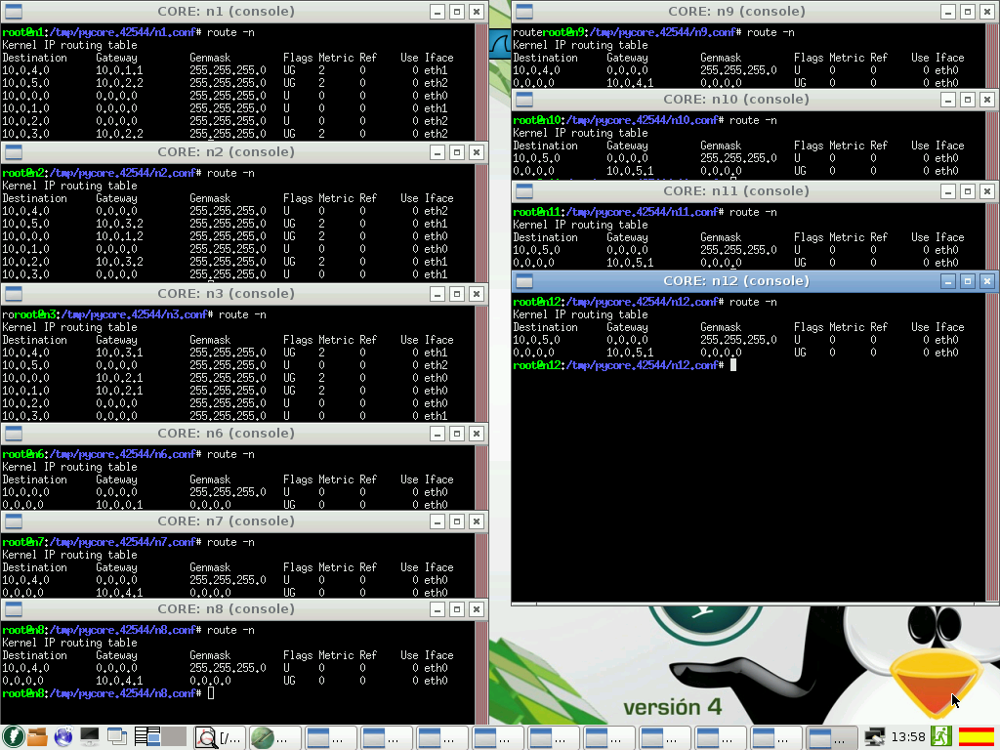 CORE: n1 (console)
root@n1:/tmp/pycore.42544/n1.conf# route -n
Kernel IP routing table
Destination Gateway Genmask Flags Metric Ref Use Iface
10.0.4.0 10.0.1.1 255.255.255.0 UG 2 0 0 eth1
10.0.5.0 10.0.2.2 255.255.255.0 UG 2 0 0 eth2
10.0.0.0 0.0.0.0 255.255.255.0 U 0 0 0 eth0
10.0.1.0 0.0.0.0 255.255.255.0 U 0 0 0 eth1
10.0.2.0 0.0.0.0 255.255.255.0 U 0 0 0 eth2
10.0.3.0 10.0.2.2 255.255.255.0 UG 2 0 0 eth2
CORE: n2 (console)
root@n2:/tmp/pycore.42544/n2.conf# route -n
Kernel IP routing table
Destination Gateway Genmask Flags Metric Ref Use Iface
10.0.4.0 0.0.0.0 255.255.255.0 U 0 0 0 eth2
10.0.5.0 10.0.3.2 255.255.255.0 UG 2 0 0 eth1
10.0.0.0 10.0.1.2 255.255.255.0 UG 2 0 0 eth0
10.0.1.0 0.0.0.0 255.255.255.0 U 0 0 0 eth0
10.0.2.0 10.0.3.2 255.255.255.0 UG 2 0 0 eth1
10.0.3.0 0.0.0.0 255.255.255.0 U 0 0 0 eth1
CORE: n3 (console)
roroot@n3:/tmp/pycore.42544/n3.conf# route -n
Kernel IP routing table
Destination Gateway Genmask Flags Metric Ref Use Iface
10.0.4.0 10.0.3.1 255.255.255.0 UG 2 0 0 eth1
10.0.5.0 0.0.0.0 255.255.255.0 U 0 0 0 eth2
10.0.0.0 10.0.2.1 255.255.255.0 UG 2 0 0 eth0
10.0.1.0 10.0.2.1 255.255.255.0 UG 2 0 0 eth0
10.0.2.0 0.0.0.0 255.255.255.0 U 0 0 0 eth0
10.0.3.0 0.0.0.0 255.255.255.0 U 0 0 0 eth1
CORE: n6 (console)
root@n6:/tmp/pycore.42544/n6.conf# route -n
Kernel IP routing table
Destination Gateway Genmask Flags Metric Ref Use Iface
10.0.0.0 0.0.0.0 255.255.255.0 U 0 0 0 eth0
0.0.0.0 10.0.0.1 0.0.0.0 UG 0 0 0 eth0
CORE: n7 (console)
root@n7:/tmp/pycore.42544/n7.conf# route -n
Kernel IP routing table
Destination Gateway Genmask Flags Metric Ref Use Iface
10.0.4.0 0.0.0.0 255.255.255.0 U 0 0 0 eth0
0.0.0.0 10.0.4.1 0.0.0.0 UG 0 0 0 eth0
CORE: n8 (console)
root@n8:/tmp/pycore.42544/n8.conf# route -n
Kernel IP routing table
Destination Gateway Genmask Flags Metric Ref Use Iface
10.0.4.0 0.0.0.0 255.255.255.0 U 0 0 0 eth0
0.0.0.0 10.0.4.1 0.0.0.0 UG 0 0 0 eth0
root@n8:/tmp/pycore.42544/n8.conf#
CORE: n9 (console)
routeroot@n9:/tmp/pycore.42544/n9.conf# route -n
Kernel IP routing table
Destination Gateway Genmask Flags Metric Ref Use Iface
10.0.4.0 0.0.0.0 255.255.255.0 U 0 0 0 eth0
0.0.0.0 10.0.4.1 0.0.0.0 UG 0 0 0 eth0
CORE: n10 (console)
root@n10:/tmp/pycore.42544/n10.conf# route -n
Kernel IP routing table
Destination Gateway Genmask Flags Metric Ref Use Iface
10.0.5.0 0.0.0.0 255.255.255.0 U 0 0 0 eth0
0.0.0.0 10.0.5.1 0.0.0.0 UG 0 0 0 eth0
CORE: n11 (console)
root@n11:/tmp/pycore.42544/n11.conf# route -n
Kernel IP routing table
Destination Gateway Genmask Flags Metric Ref Use Iface
10.0.5.0 0.0.0.0 255.255.255.0 U 0 0 0 eth0
0.0.0.0 10.0.5.1 0.0.0.0 UG 0 0 0 eth0
CORE: n12 (console)
root@n12:/tmp/pycore.42544/n12.conf# route -n
Kernel IP routing table
Destination Gateway Genmask Flags Metric Ref Use Iface
10.0.5.0 0.0.0.0 255.255.255.0 U 0 0 0 eth0
0.0.0.0 10.0.5.1 0.0.0.0 UG 0 0 0 eth0
root@n12:/tmp/pycore.42544/n12.conf#
versión 4
[/... ... ... ... ... ... ... ... ... ... ... ... 13:58